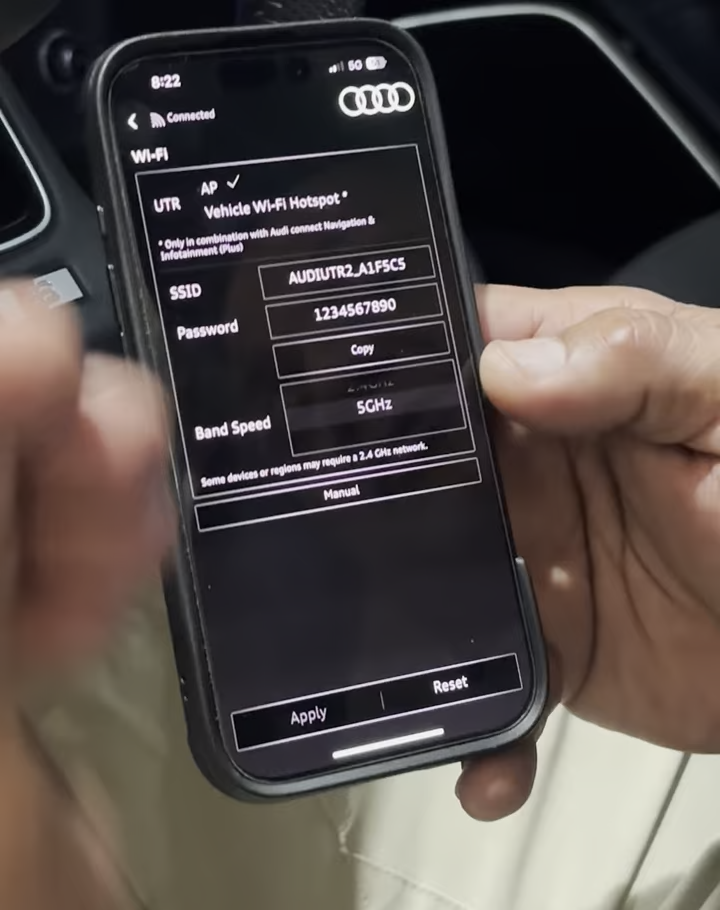 8:22
5G
Connected
Wi-Fi
UTR
AP
Vehicle Wi-Fi Hotspot *
* Only in combination with Audi connect Navigation &
Infotainment (Plus)
SSID
AUDIUTR2_A1F5C5
Password
1234567890
Copy
2.4GHz
5GHz
Band Speed
Some devices or regions may require a 2.4 GHz network.
Manual
Apply
Reset